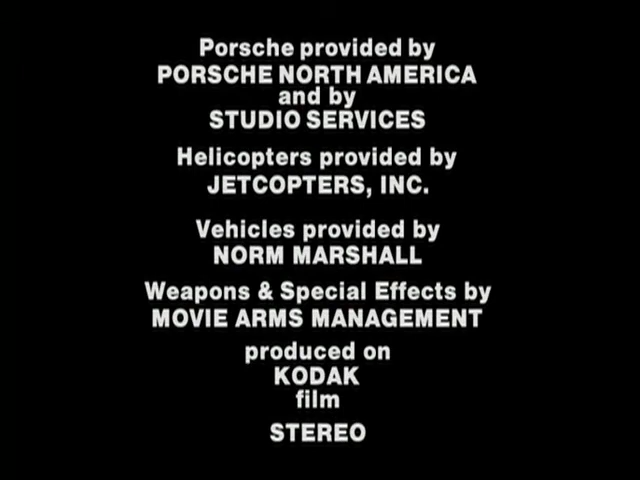 Porsche provided by
PORSCHE NORTH AMERICA
and by
STUDIO SERVICES
Helicopters provided by
JETCOPTERS, INC.
Vehicles provided by
NORM MARSHALL
Weapons & Special Effects by
MOVIE ARMS MANAGEMENT
produced on
KODAK
film
STEREO